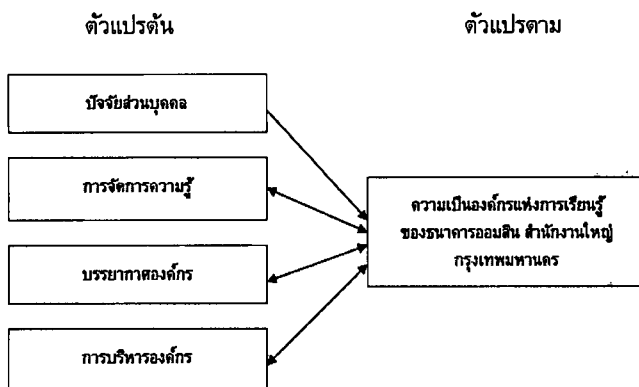 ตัวแปรต้น
ตัวแปรตาม
ปัจจัยส่วนบุคคล
การจัดการความรู้
บรรยากาศองค์กร
การบริหารองค์กร
ความเป็นองค์กรแห่งการเรียนรู้
ของธนาคารออมสิน สำนักงานใหญ่
กรุงเทพมหานคร